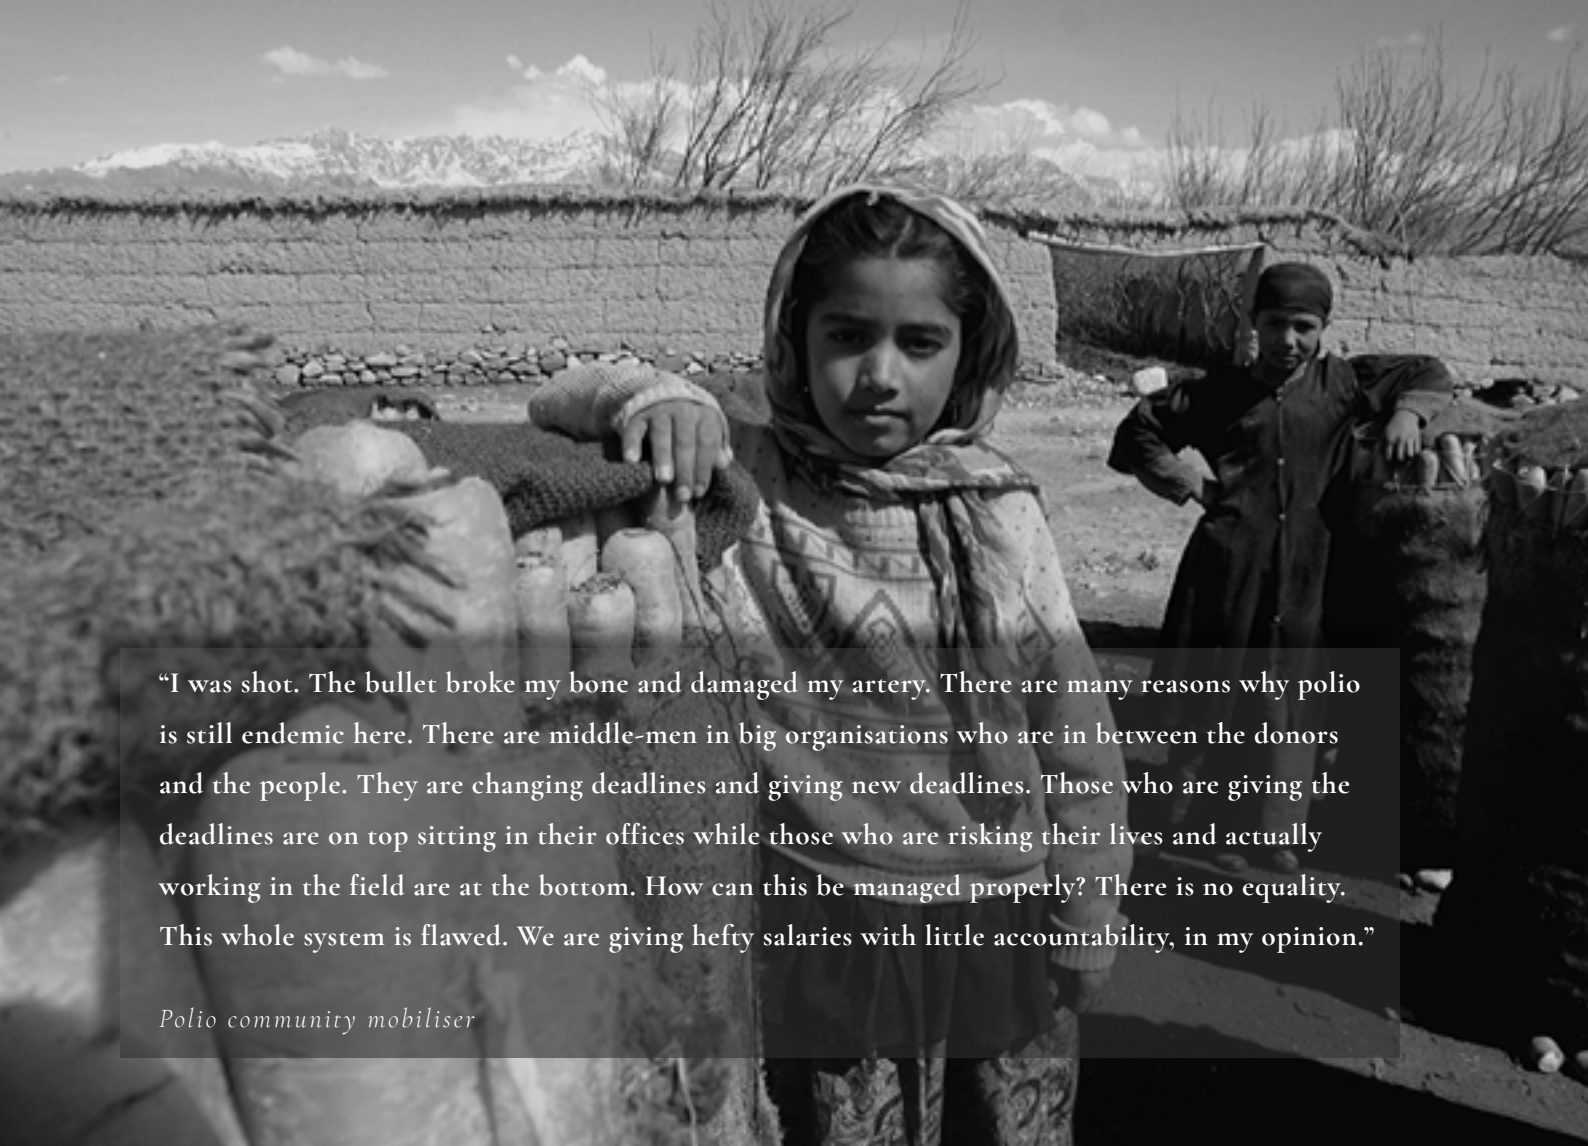 “I was shot. The bullet broke my bone and damaged my artery. There are many reasons why polio
is still endemic here. There are middle-men in big organisations who are in between the donors
and the people. They are changing deadlines and giving new deadlines. Those who are giving the
deadlines are on top sitting in their offices while those who are risking their lives and actually
working in the field are at the bottom. How can this be managed properly? There is no equality.
This whole system is flawed. We are giving hefty salaries with little accountability, in my opinion.”
Polio community mobiliser